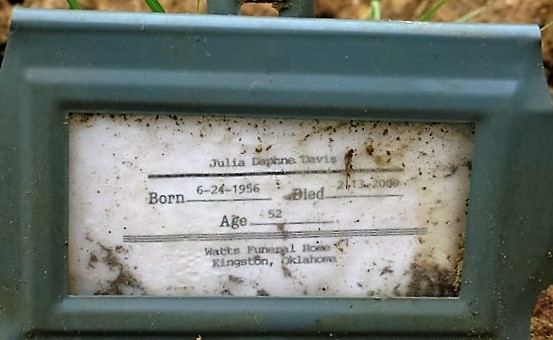 Julia Daphne Davis
Born 6-24-1956 Died 2-13-2009
Age 52
Watts Funeral Home
Kingston, Oklahoma